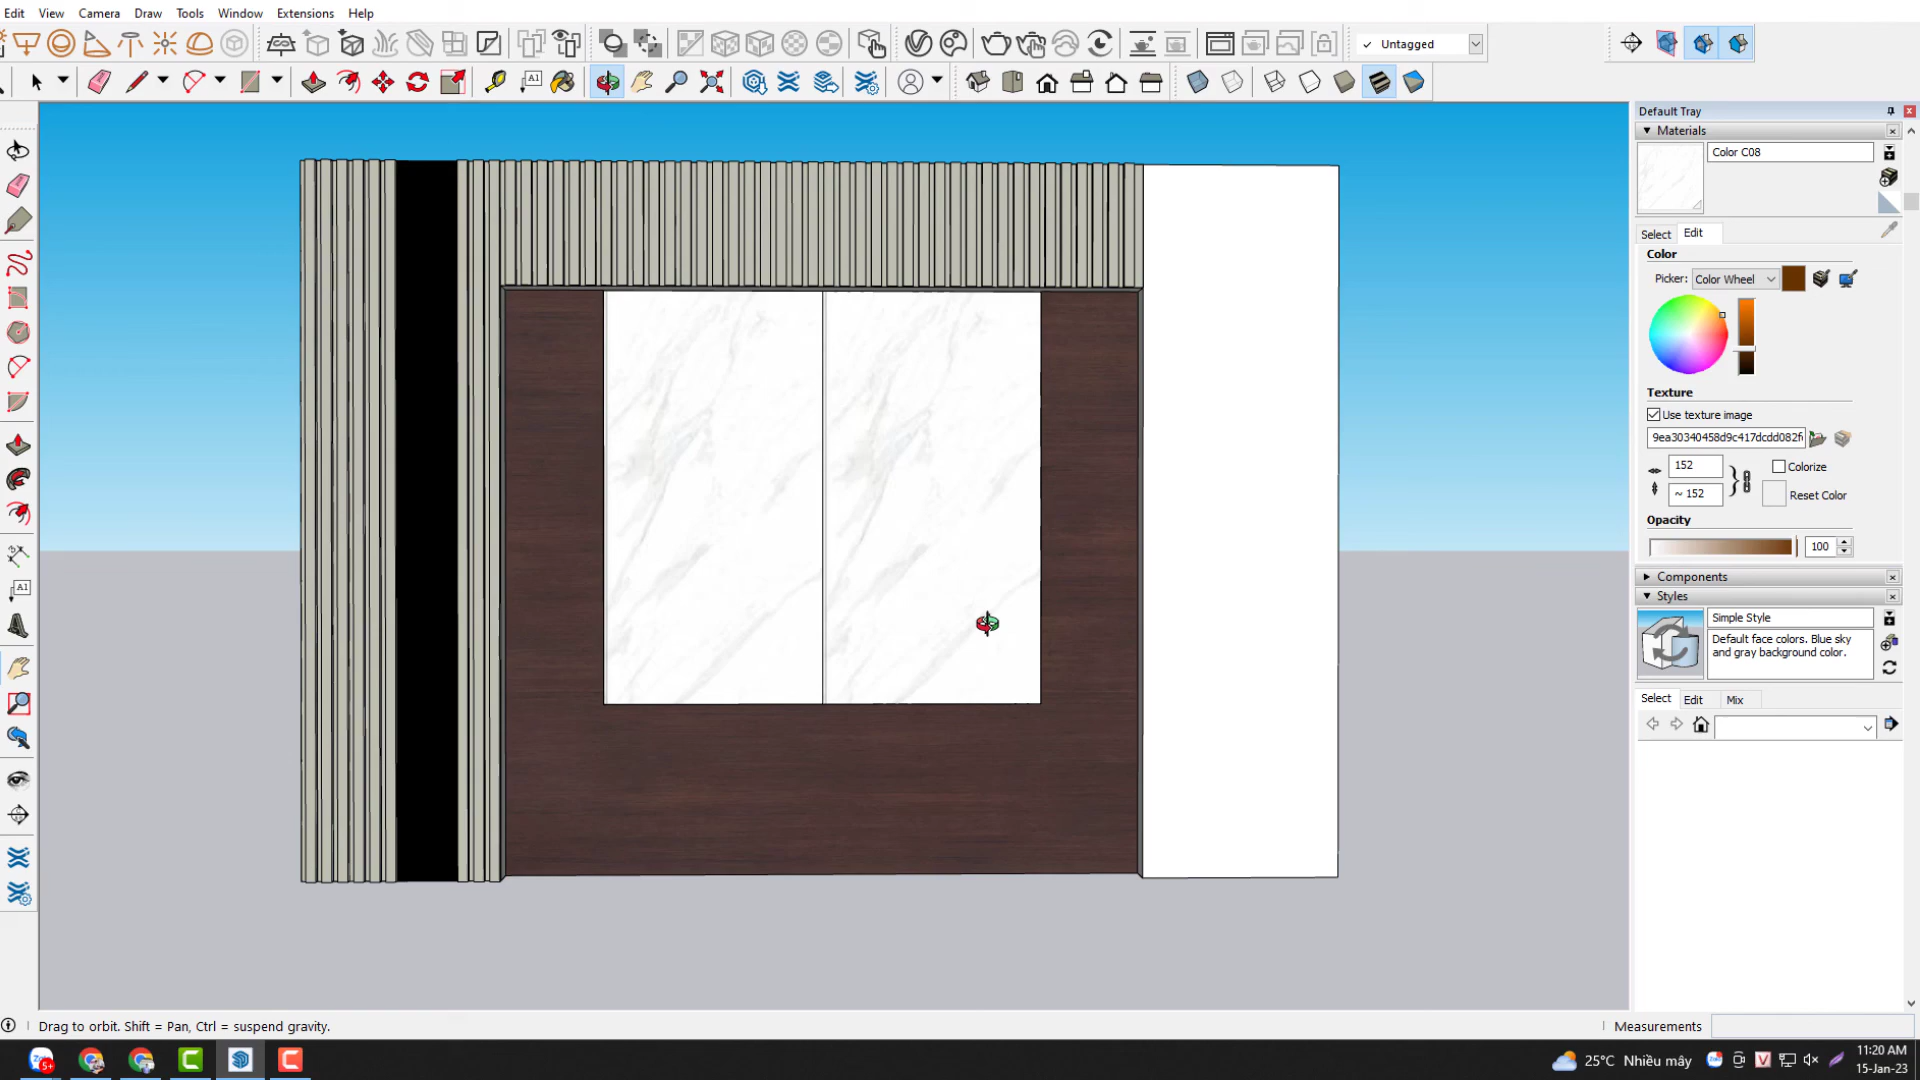 Edit View Camera Draw Tools Window Extensions Help
Untagged
A1
Default Tray
Materials
Color C08
Select Edit
Color
Picker: Color Wheel
Texture
Use texture image
9ea30340458d9c417dcdd082f
152
Colorize
~ 152
Reset Color
Opacity
100
Components
Styles
Simple Style
Default face colors. Blue sky
and gray background color.
Select Edit Mix
A1
Drag to orbit. Shift = Pan, Ctrl = suspend gravity.
Measurements
5+
25°C Nhiều mây
V
11:20 AM
15-Jan-23